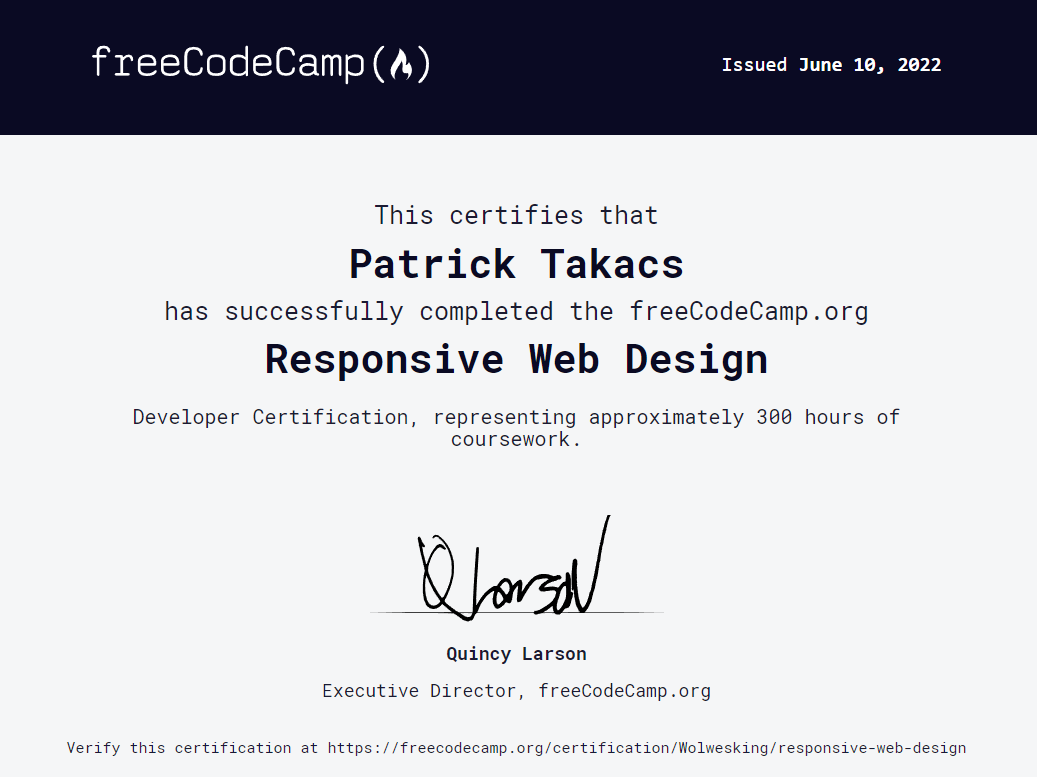 freeCodeCamp
Issued June 10, 2022
This certifies that
Patrick Takacs
has successfully completed the freeCodeCamp.org
Responsive Web Design
Developer Certification, representing approximately 300 hours of
coursework.
Q Larson
Quincy Larson
Executive Director, freeCodeCamp.org
Verify this certification at https://freecodecamp.org/certification/Wolwesking/responsive-web-design